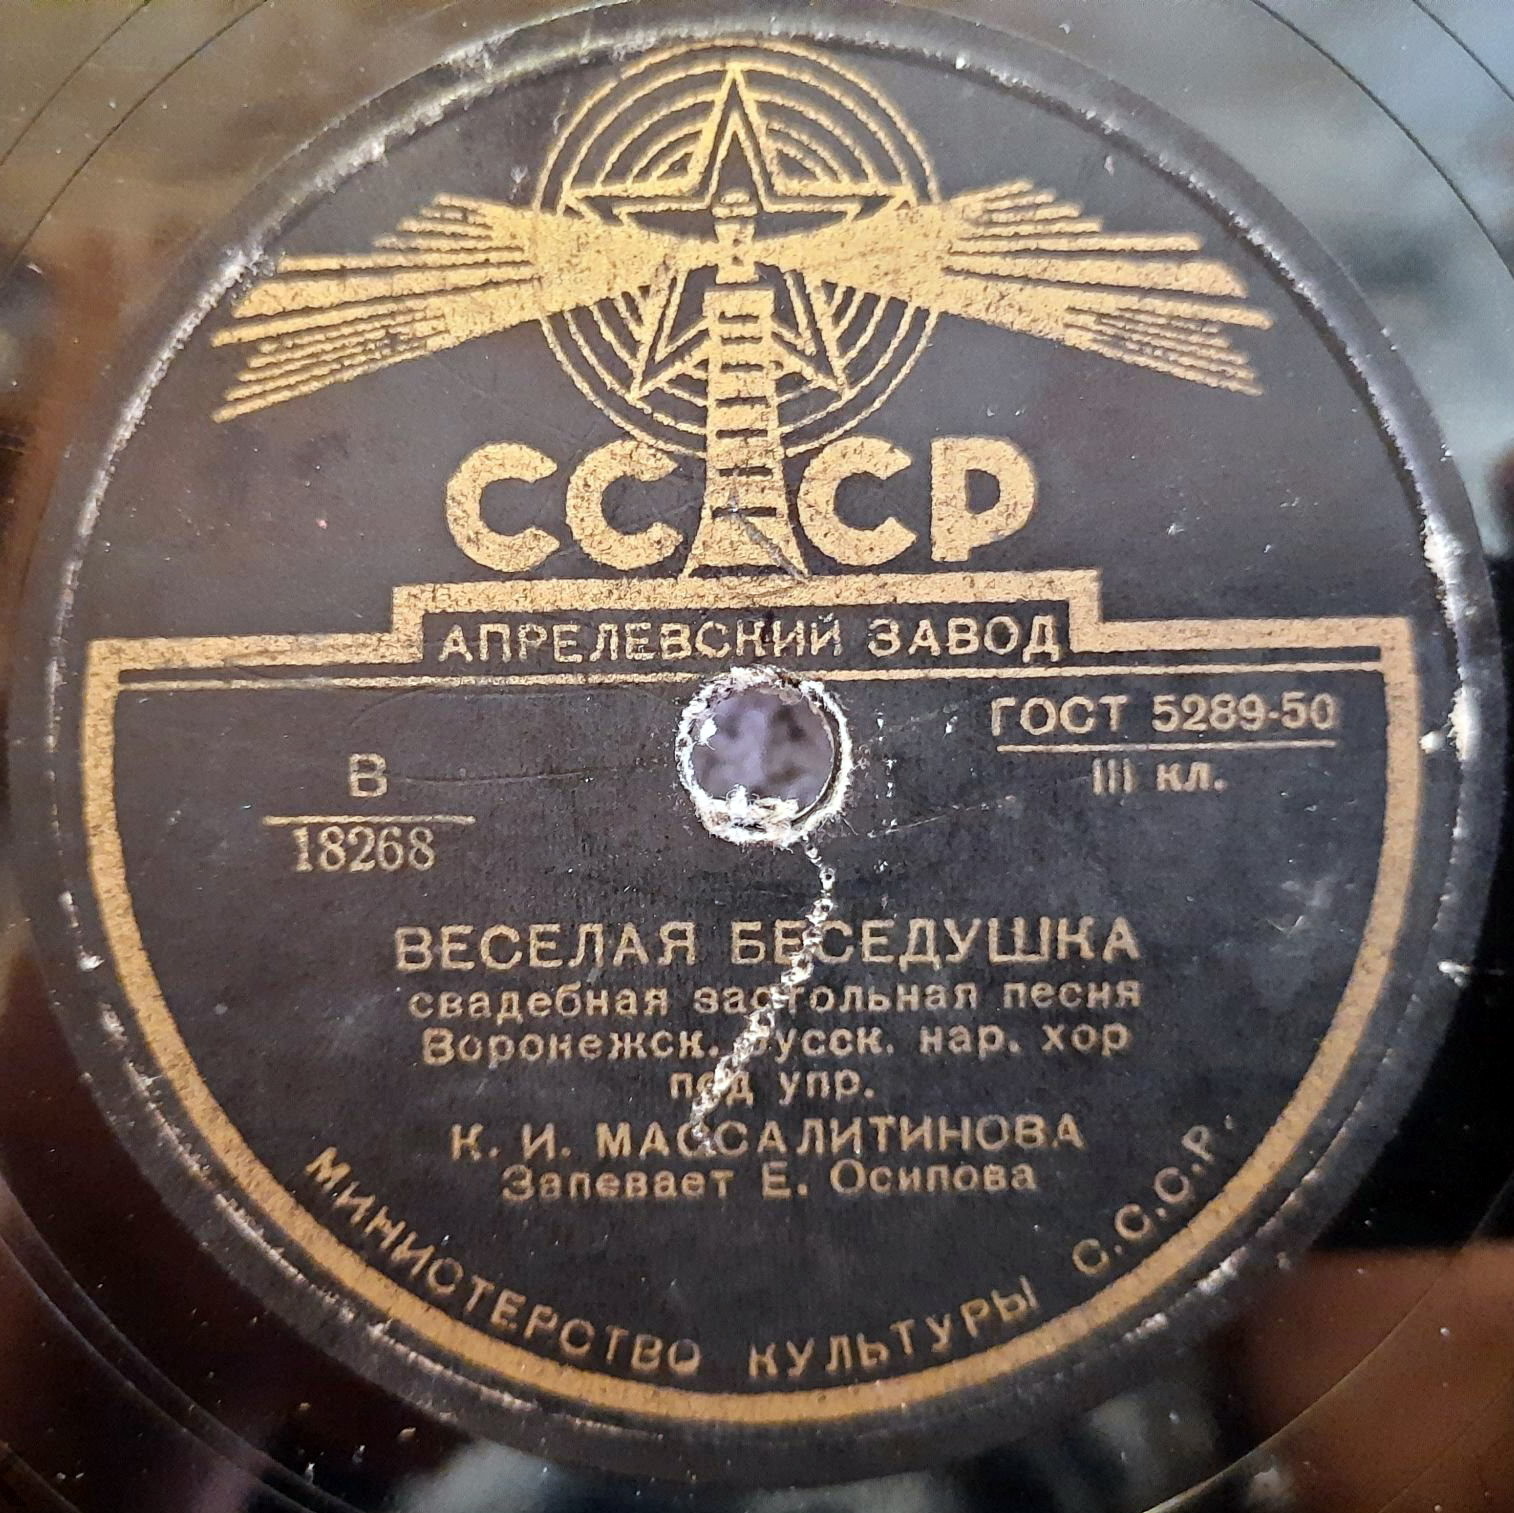 СССР
АПРЕЛЕВСКИЙ ЗАВОД
ГОСТ 5289-50
III кл.
В
18268
ВЕСЕЛАЯ БЕСЕДУШКА
свадебная застольная песня
Воронежск. русск. нар. хор
под упр.
К. И. МАССАЛИТИНОВА
Запевает Е. Осипова
МИНИСТЕРСТВО КУЛЬТУРЫ С.С.С.Р.